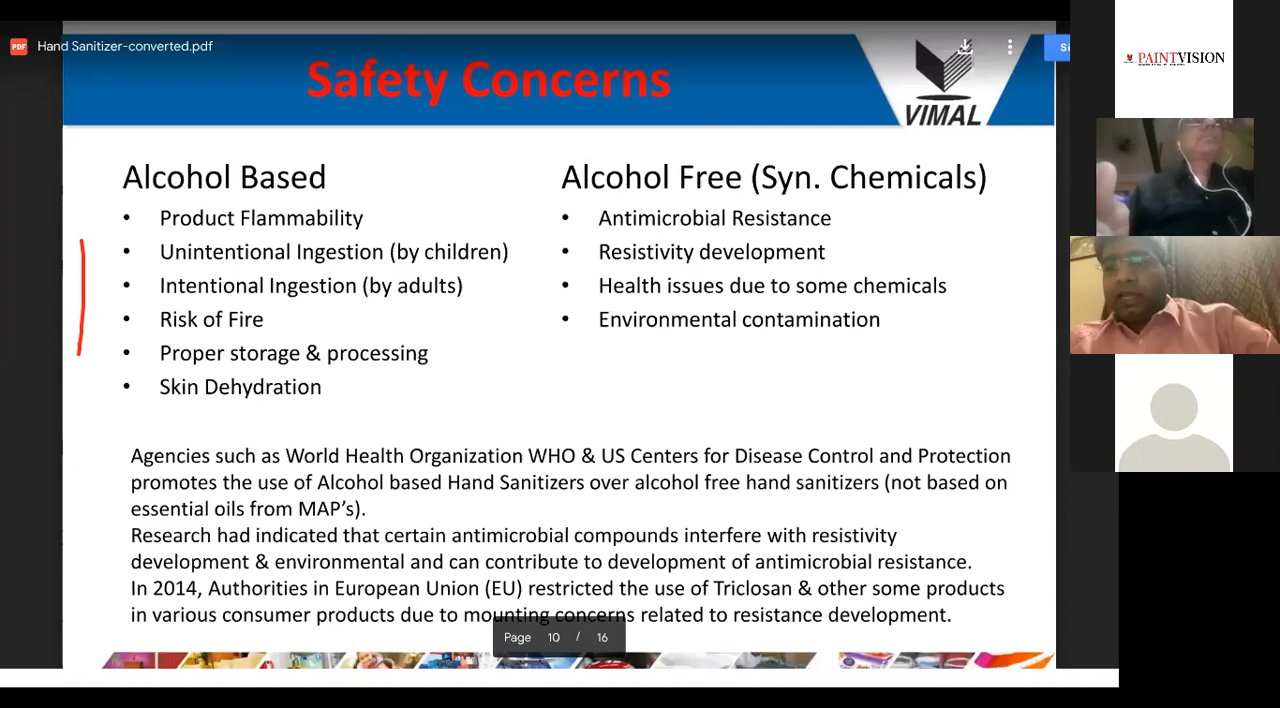 PDF Hand Sanitizer-converted.pdf
Si
Safety Concerns
VIMAL
PAINTVISION
Alcohol Based
• Product Flammability
• Unintentional Ingestion (by children)
• Intentional Ingestion (by adults)
• Risk of Fire
• Proper storage & processing
• Skin Dehydration
Alcohol Free (Syn. Chemicals)
• Antimicrobial Resistance
• Resistivity development
• Health issues due to some chemicals
• Environmental contamination
Agencies such as World Health Organization WHO & US Centers for Disease Control and Protection
promotes the use of Alcohol based Hand Sanitizers over alcohol free hand sanitizers (not based on
essential oils from MAP's).
Research had indicated that certain antimicrobial compounds interfere with resistivity
development & environmental and can contribute to development of antimicrobial resistance.
In 2014, Authorities in European Union (EU) restricted the use of Triclosan & other some products
in various consumer products due to mounting concerns related to resistance development.
Page 10 / 16